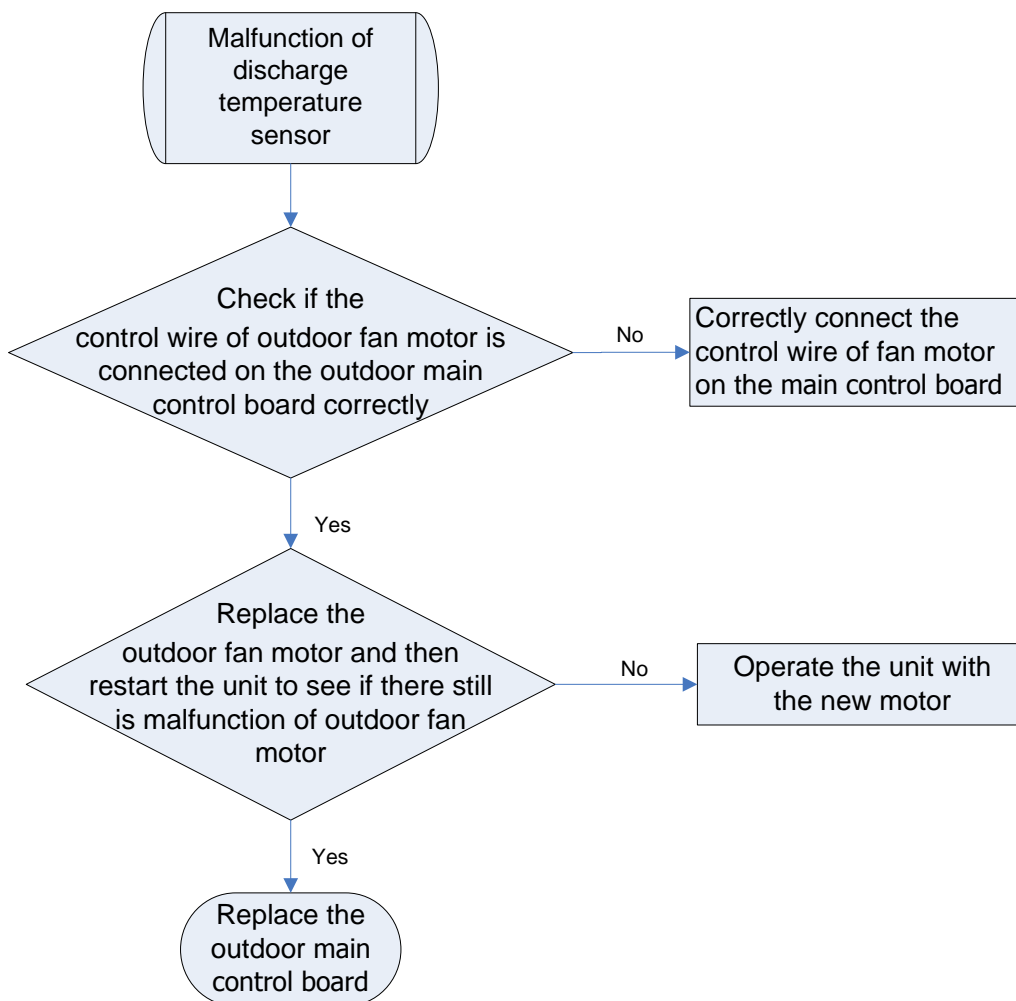 Malfunction of
discharge
temperature
sensor
Check if the
control wire of outdoor fan motor is
connected on the outdoor main
control board correctly
No
Correctly connect the
control wire of fan motor
on the main control board
Yes
Replace the
outdoor fan motor and then
restart the unit to see if there still
is malfunction of outdoor fan
motor
No
Operate the unit with
the new motor
Yes
Replace the
outdoor main
control board